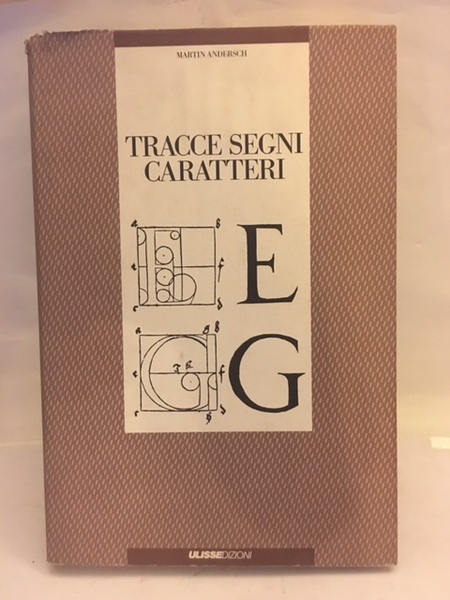 MARTIN ANDERSCH
TRACCE SEGNI
CARATTERI
E
G
ULISSEDIZIONI